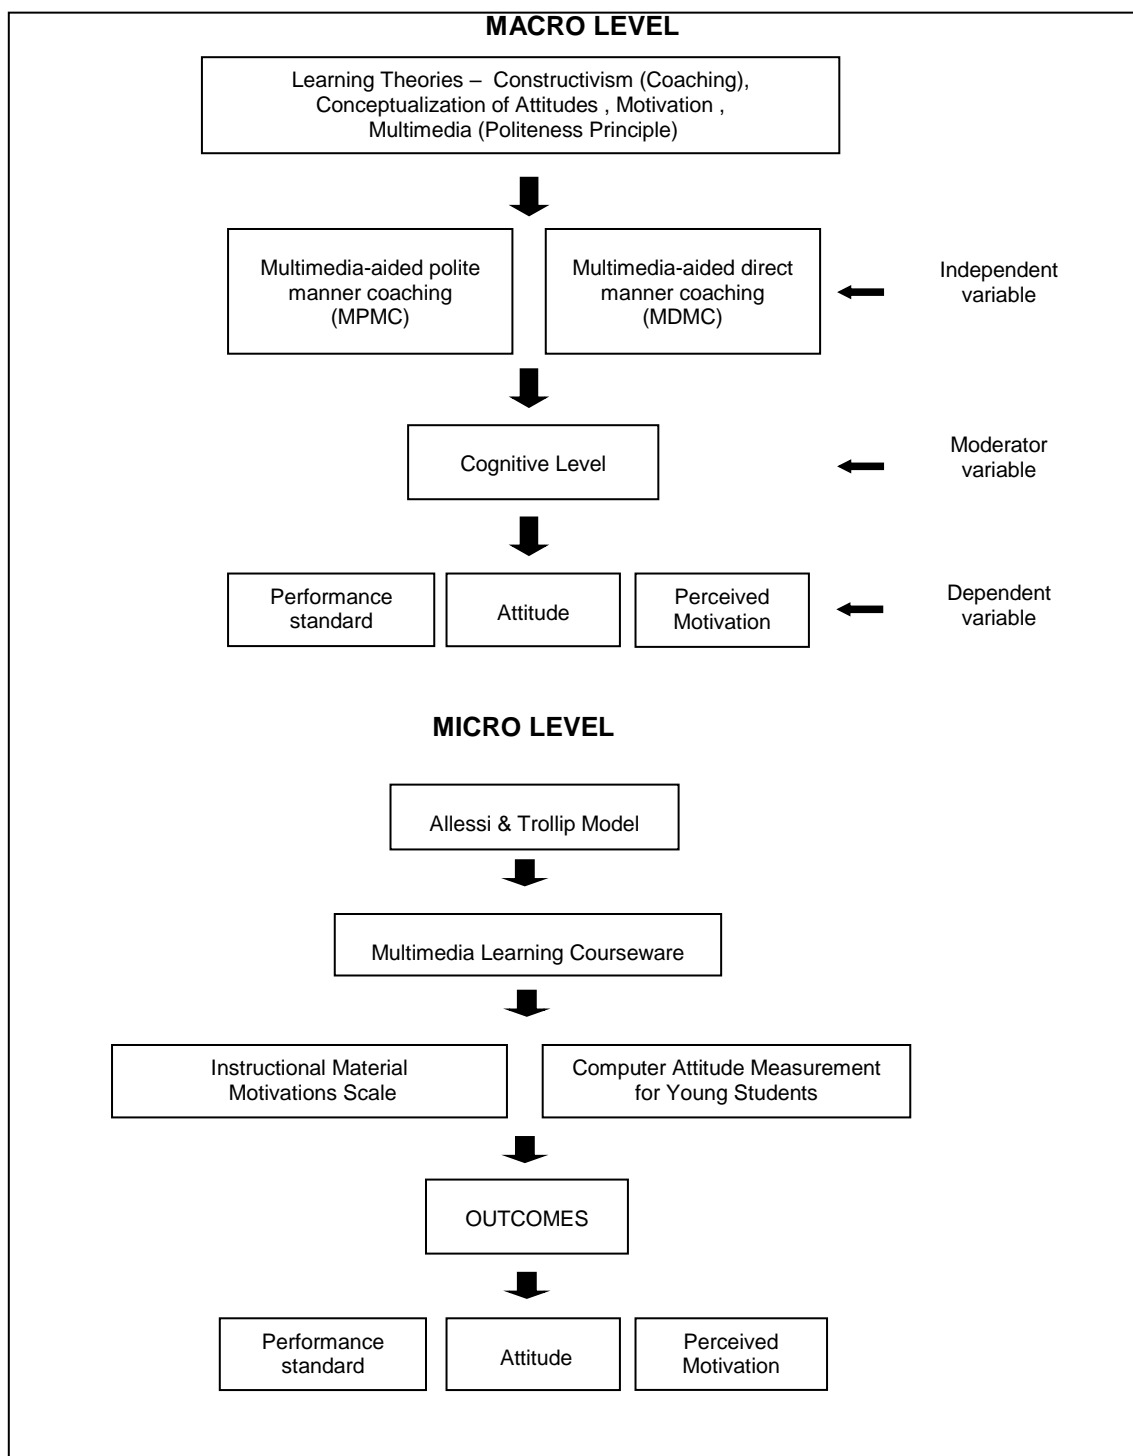 MACRO LEVEL
Learning Theories – Constructivism (Coaching),
Conceptualization of Attitudes , Motivation ,
Multimedia (Politeness Principle)
Multimedia-aided polite
manner coaching
(MPMC)
Multimedia-aided direct
manner coaching
(MDMC)
Independent
variable
Cognitive Level
Moderator
variable
Performance
standard
Attitude
Perceived
Motivation
Dependent
variable
MICRO LEVEL
Allessi & Trollip Model
Multimedia Learning Courseware
Instructional Material
Motivations Scale
Computer Attitude Measurement
for Young Students
OUTCOMES
Performance
standard
Attitude
Perceived
Motivation